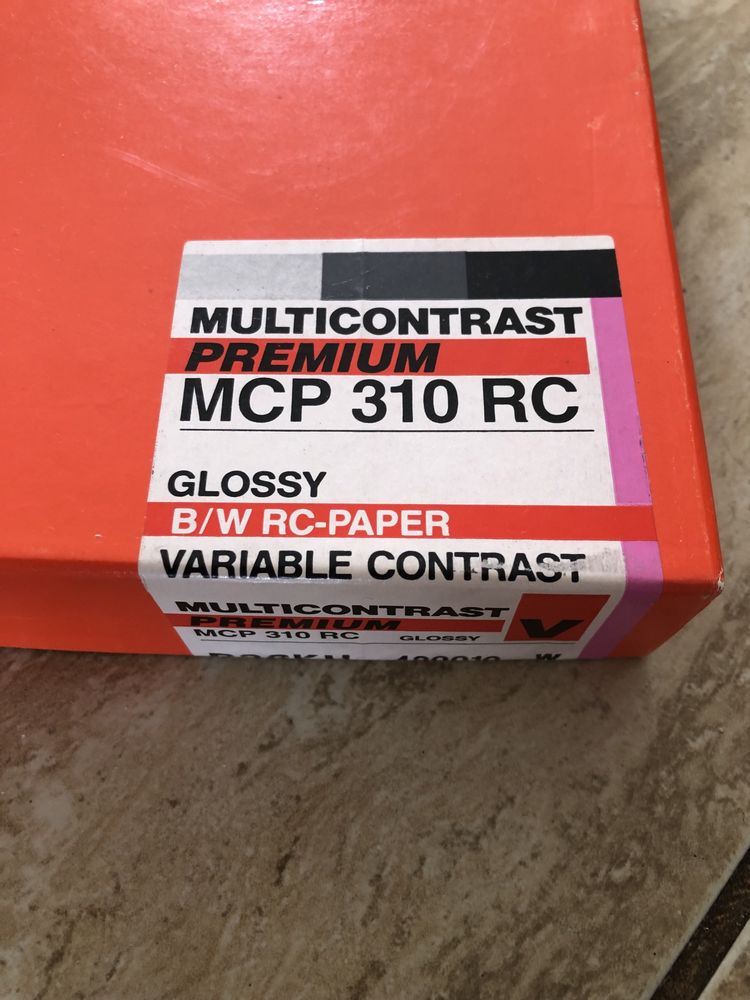 MULTICONTRAST
PREMIUM
MCP 310 RC
GLOSSY
B/W RC-PAPER
VARIABLE CONTRAST
MULTICONTRAST
PREMIUM
MCP 310 RC GLOSSY
V
W